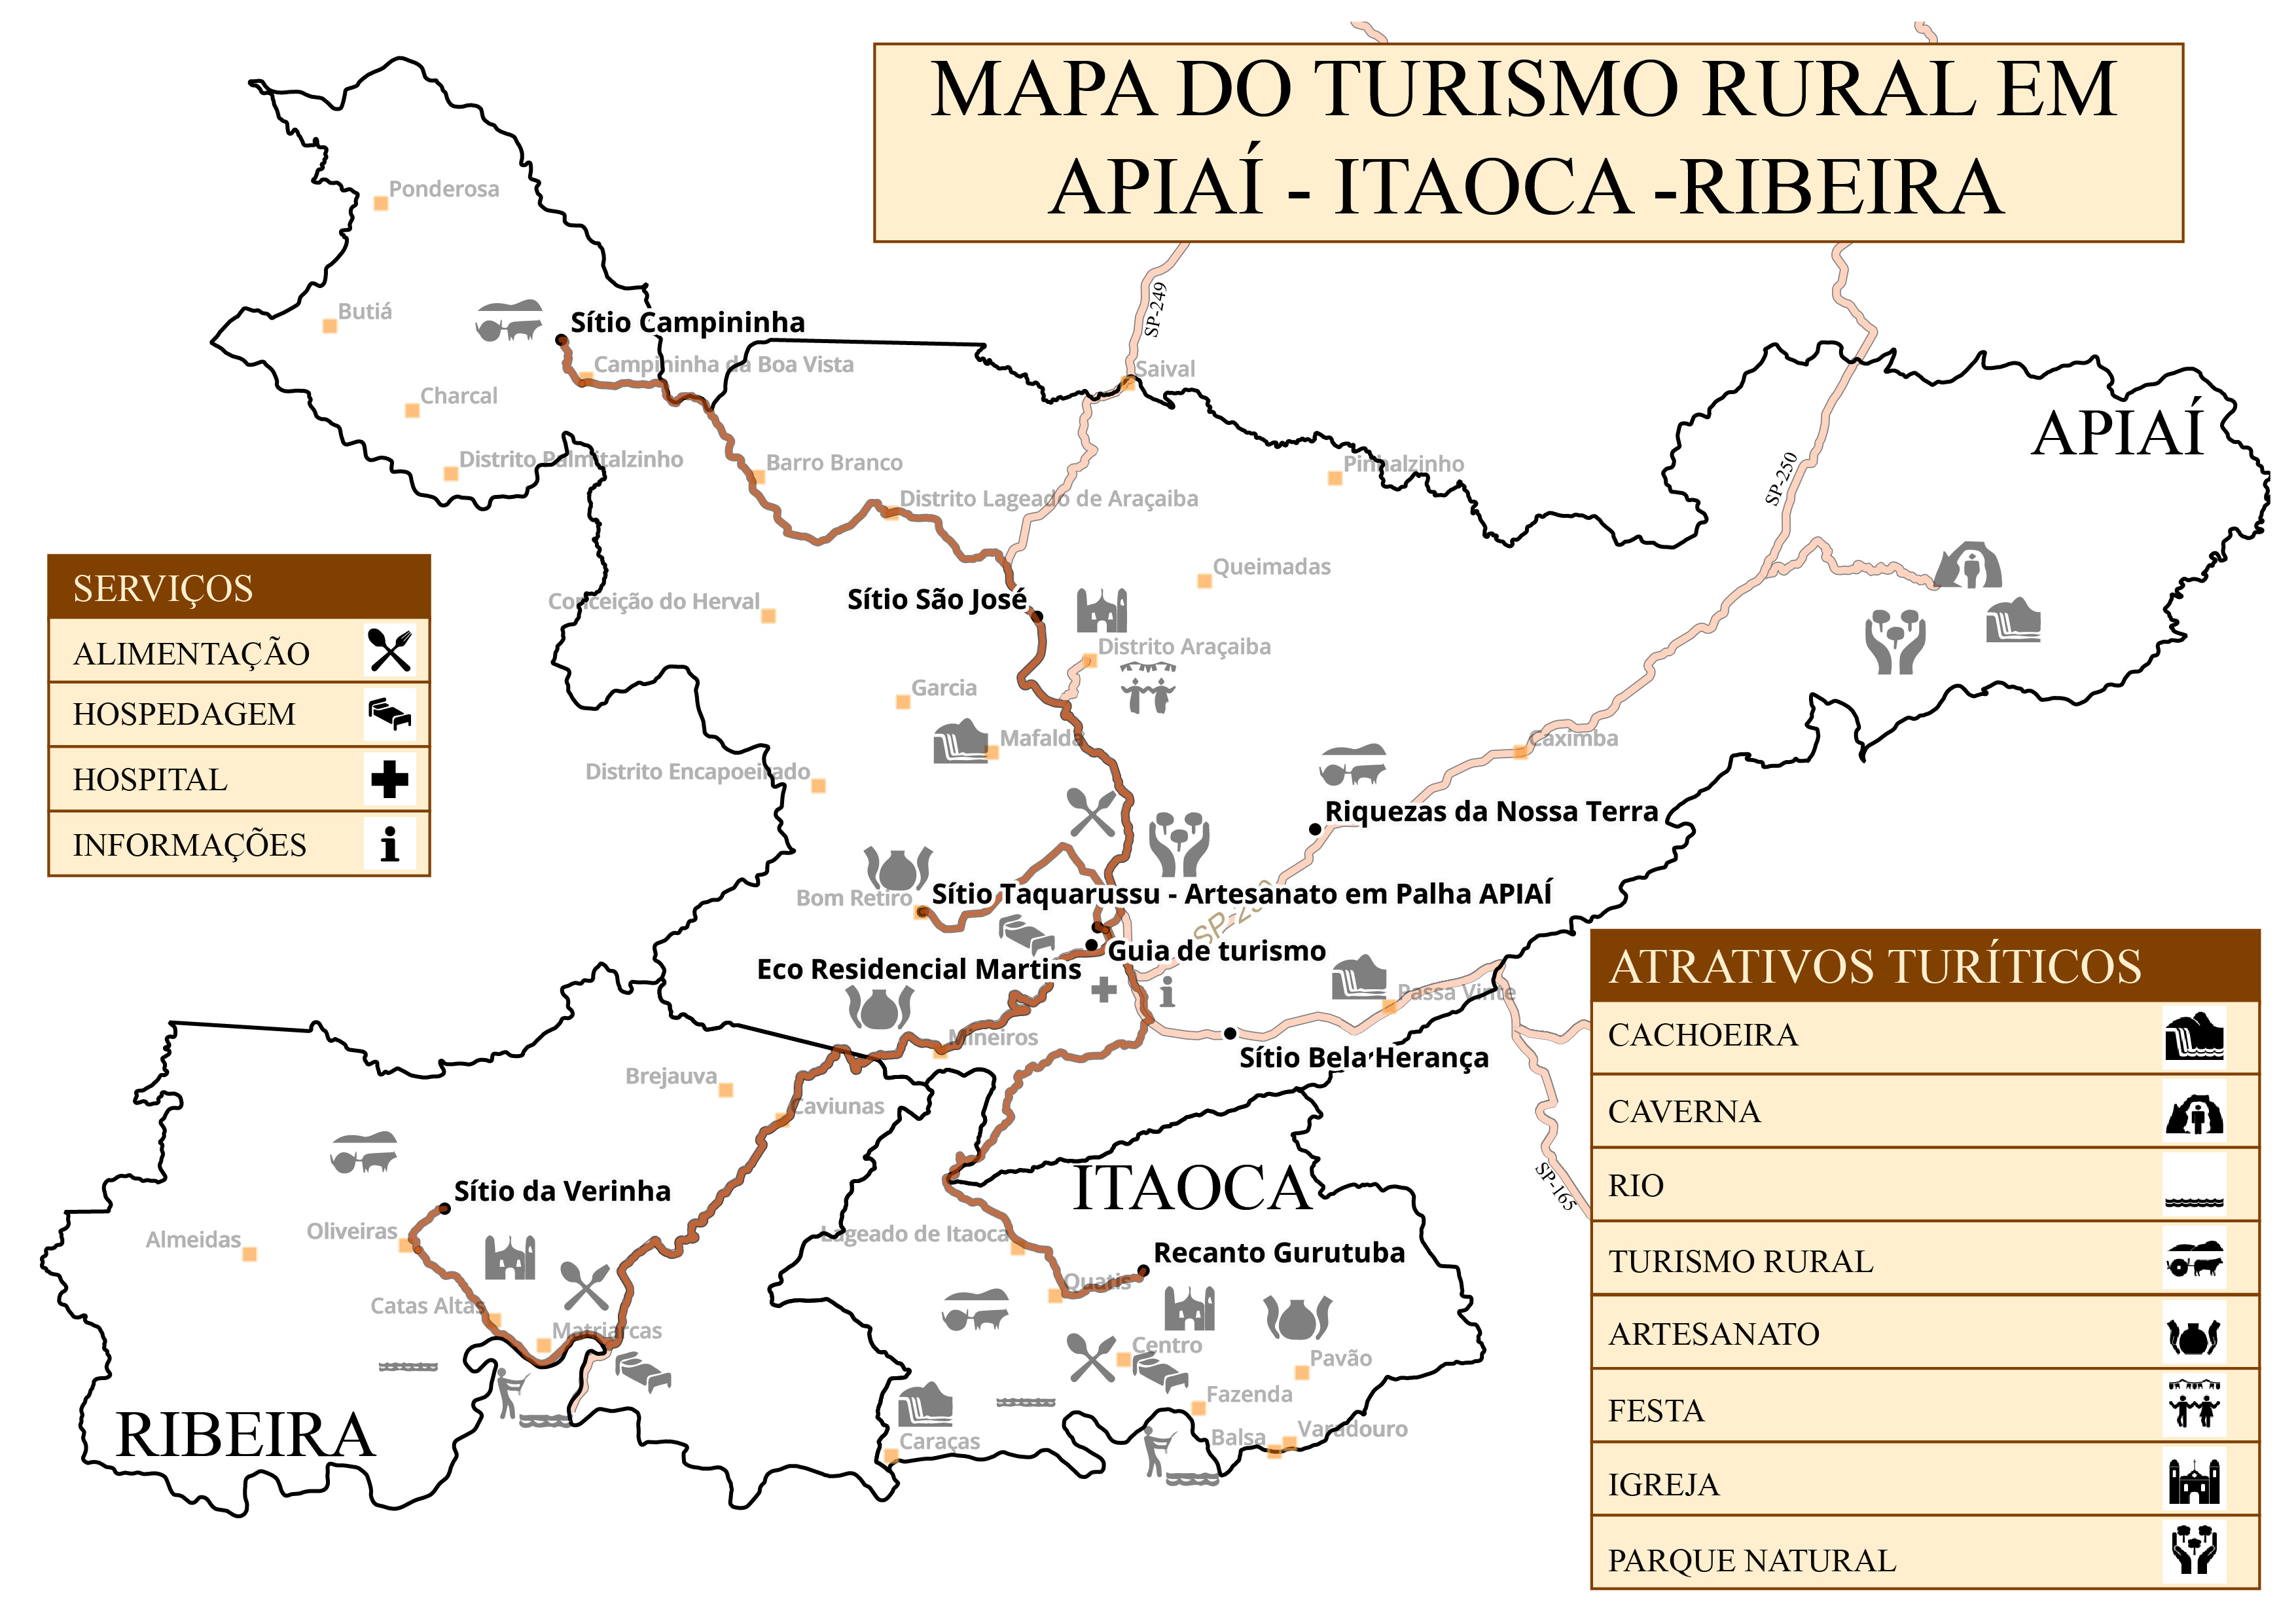 MAPA DO TURISMO RURAL EM
APIAÍ - ITAOCA -RIBEIRA
Ponderosa
SP-249
Butiá
Sítio Campininha
Campininha da Boa Vista
Saival
Charcal
APIAÍ
Distrito Palmitalzinho
Barro Branco
Pinhalzinho
SP-250
Distrito Lageado de Araçaiba
Queimadas
SERVIÇOS
ALIMENTAÇÃO
HOSPEDAGEM
HOSPITAL
INFORMAÇÕES
Conceição do Herval
Sítio São José
Distrito Araçaiba
Garcia
Mafalda
Caximba
Distrito Encapoeirado
Riquezas da Nossa Terra
Bom Retiro
Sítio Taquarussu - Artesanato em Palha APIAÍ
Guia de turismo
Eco Residencial Martins
Passa Vinte
Mineiros
Sítio Bela Herança
Brejauva
Caviunas
ITAOCA
SP-165
Sítio da Verinha
Oliveiras
Almeidas
Lageado de Itaoca
Recanto Gurutuba
Quatis
Catas Altas
Matriarcas
Centro
Pavão
Fazenda
RIBEIRA
Caraças
Balsa
Varadouro
ATRATIVOS TURÍTICOS
CACHOEIRA
CAVERNA
RIO
TURISMO RURAL
ARTESANATO
FESTA
IGREJA
PARQUE NATURAL